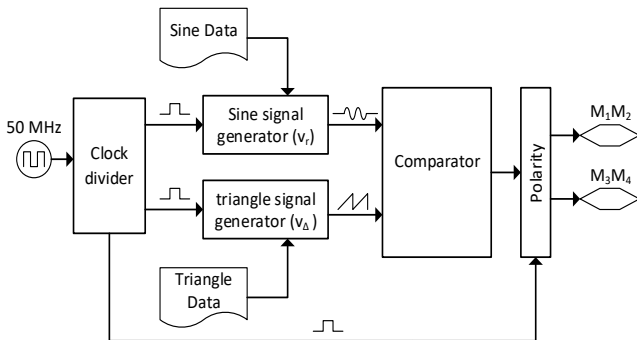 Sine Data
50 MHz
Clock
divider
Sine signal
generator (vᵣ)
triangle signal
generator (v_Δ)
Triangle
Data
Comparator
Polarity
M₁M₂
M₃M₄